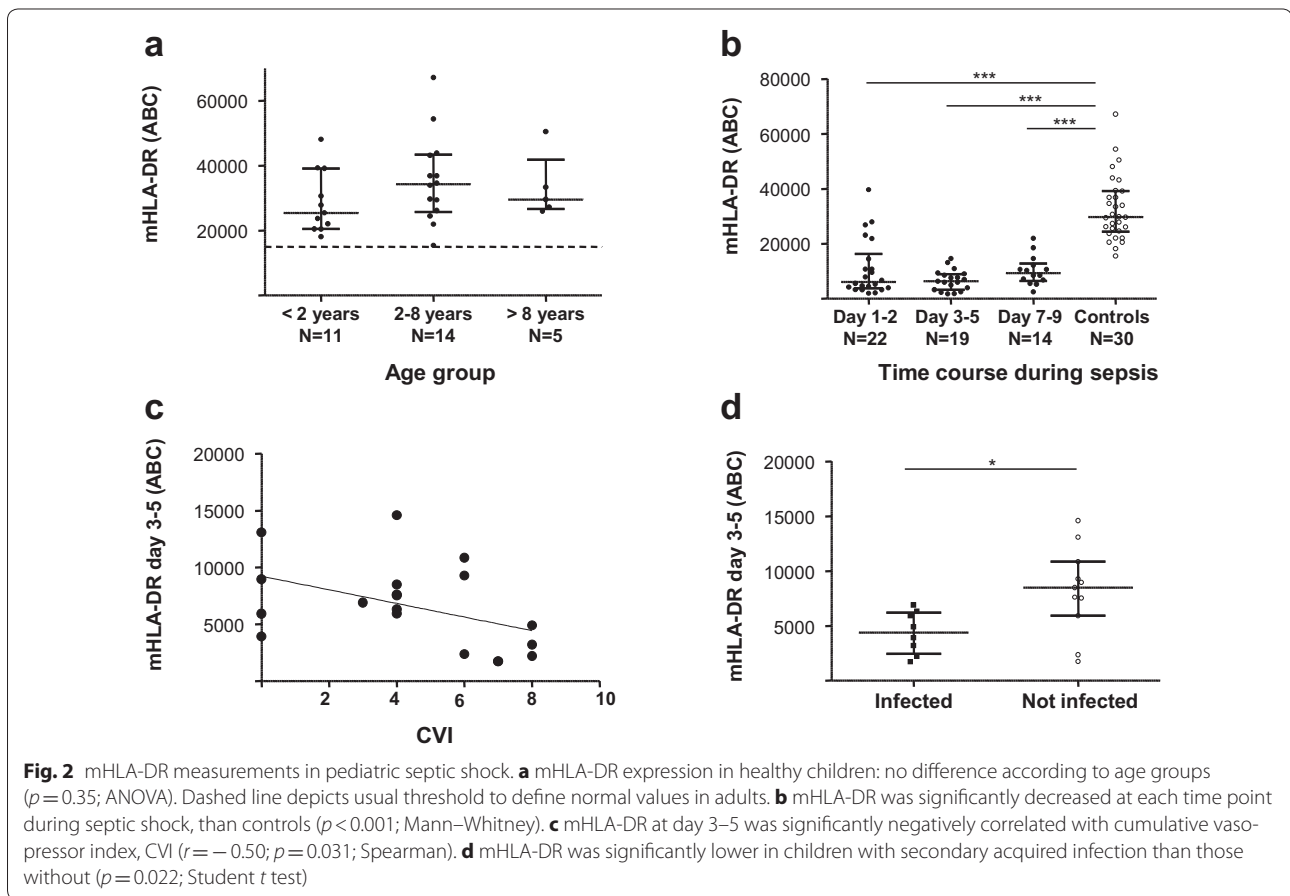 a
mHLA-DR (ABC)
60000
40000
20000
< 2 years
N=11
2-8 years
N=14
> 8 years
N=5
Age group
b
mHLA-DR (ABC)
80000
60000
40000
20000
0
***
***
***
Day 1-2
N=22
Day 3-5
N=19
Day 7-9
N=14
Controls
N=30
Time course during sepsis
c
mHLA-DR day 3-5 (ABC)
20000
15000
10000
5000
2
4
6
8
10
CVI
d
mHLA-DR day 3-5 (ABC)
20000
15000
10000
5000
0
*
Infected
Not infected
Fig. 2 mHLA-DR measurements in pediatric septic shock. a mHLA-DR expression in healthy children: no difference according to age groups
(p = 0.35; ANOVA). Dashed line depicts usual threshold to define normal values in adults. b mHLA-DR was significantly decreased at each time point
during septic shock, than controls (p < 0.001; Mann–Whitney). c mHLA-DR at day 3–5 was significantly negatively correlated with cumulative vaso-
pressor index, CVI (r = − 0.50; p = 0.031; Spearman). d mHLA-DR was significantly lower in children with secondary acquired infection than those
without (p = 0.022; Student t test)